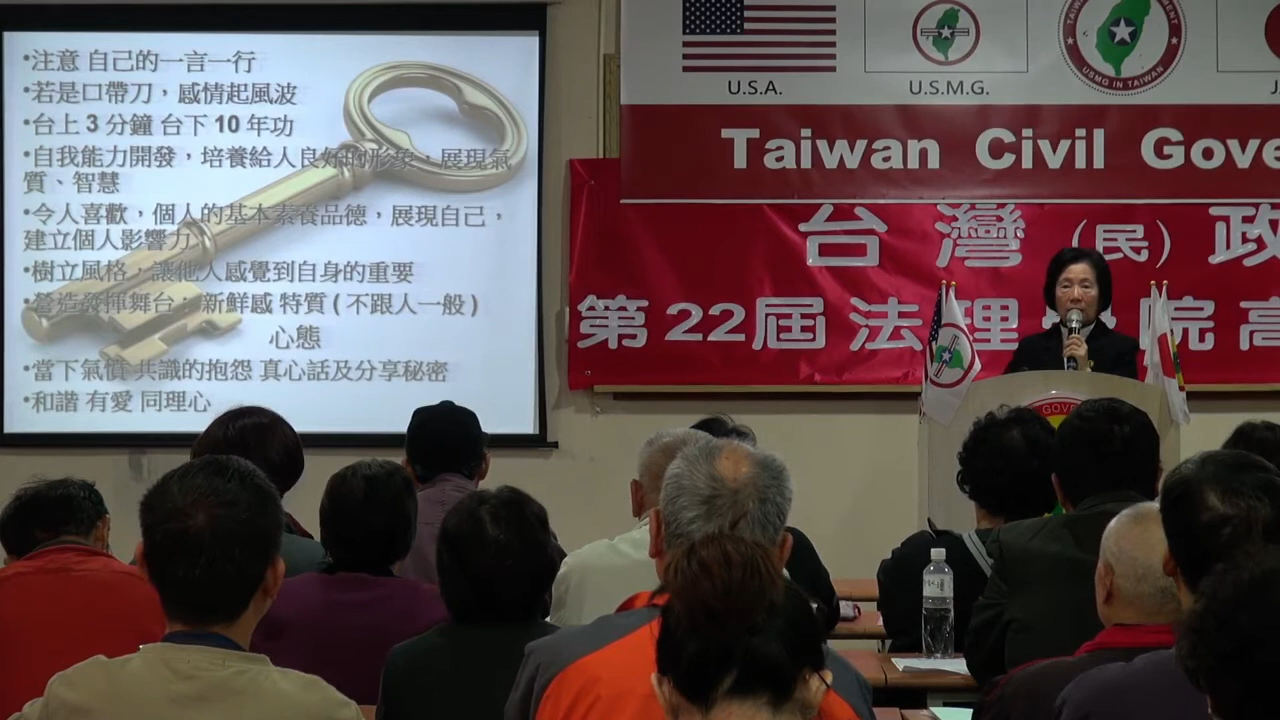 •注意 自己的一言一行
•若是口帶刀，感情起風波
•台上 3 分鐘 台下 10 年功
•自我能力開發，培養給人良好的形象，展現氣
質、智慧
•令人喜歡，個人的基本素養品德，展現自己，
建立個人影響力
•樹立風格，讓他人感覺到自身的重要
•營造發揮舞台，新鮮感 特質 ( 不跟人一般 )
心態
•當下氣憤 共識的抱怨 真心話及分享秘密
•和諧 有愛 同理心
U.S.A.
U.S.M.G.
USMG IN TAIWAN
J
Taiwan Civil Gove
台灣（民）政
第22屆法理 院高
GOVE